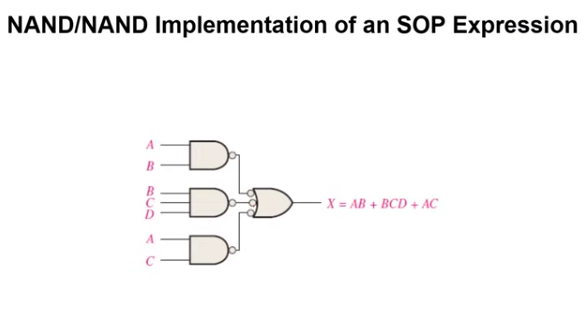 NAND/NAND Implementation of an SOP Expression
A
B
B
C
D
A
C
X = AB + BCD + AC